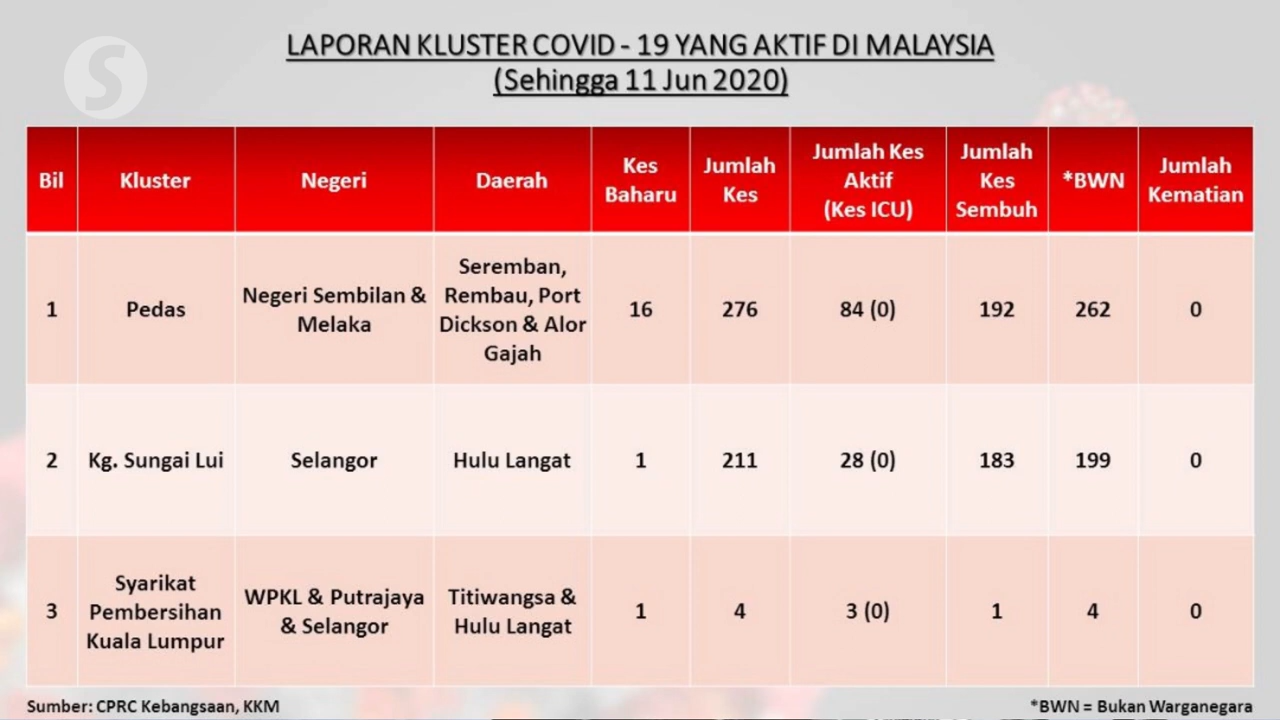 S
LAPORAN KLUSTER COVID - 19 YANG AKTIF DI MALAYSIA
(Sehingga 11 Jun 2020)
Bil
Kluster
Negeri
Daerah
Kes
Baharu
Jumlah
Kes
Jumlah Kes
Aktif
(Kes ICU)
Jumlah
Kes
Sembuh
*BWN
Jumlah
Kematian
1
Pedas
Negeri Sembilan &
Melaka
Seremban,
Rembau, Port
Dickson & Alor
Gajah
16
276
84 (0)
192
262
0
2
Kg. Sungai Lui
Selangor
Hulu Langat
1
211
28 (0)
183
199
0
3
Syarikat
Pembersihan
Kuala Lumpur
WPKL & Putrajaya
& Selangor
Titiwangsa &
Hulu Langat
1
4
3 (0)
1
4
0
Sumber: CPRC Kebangsaan, KKM
*BWN = Bukan Warganegara